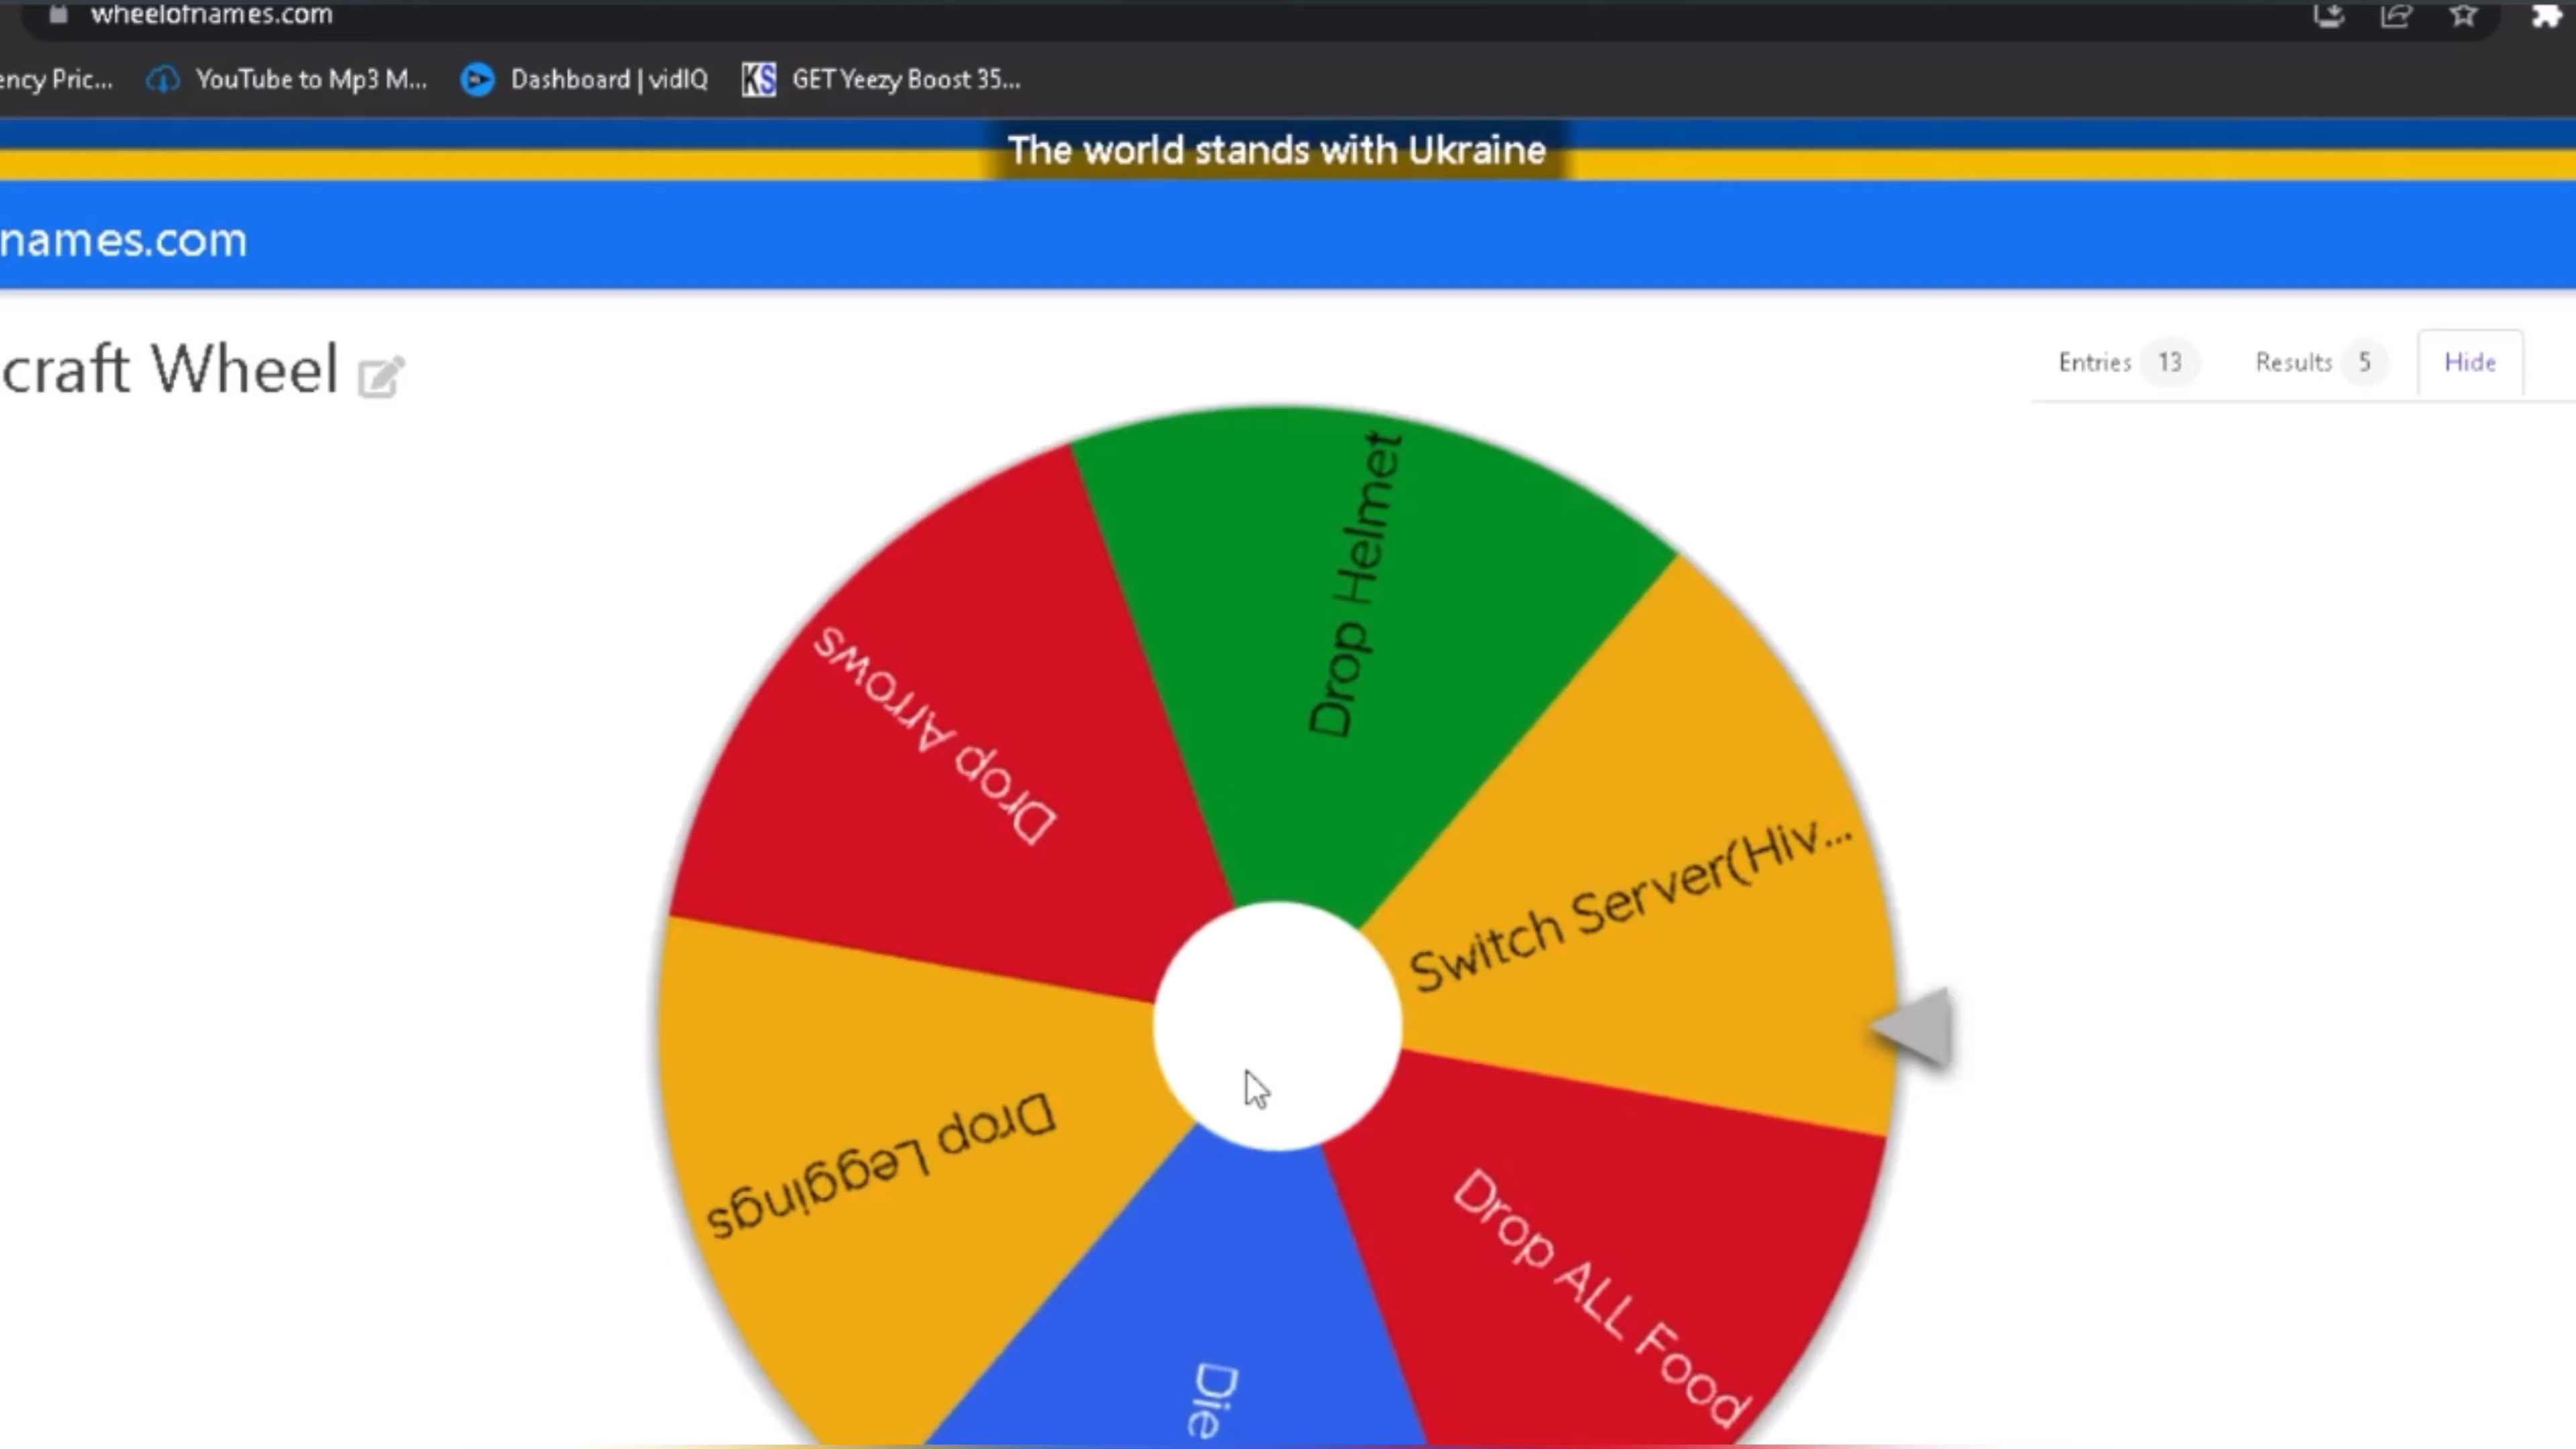 wheelofnames.com
ency Pric...
YouTube to Mp3 M...
Dashboard | vidIQ
KS
GET Yeezy Boost 35...
The world stands with Ukraine
names.com
craft Wheel
Entries 13
Results 5
Hide
Drop Helmet
Drop Arrows
Switch Server(Hiv...
Drop Leggings
Drop ALL Food
Die